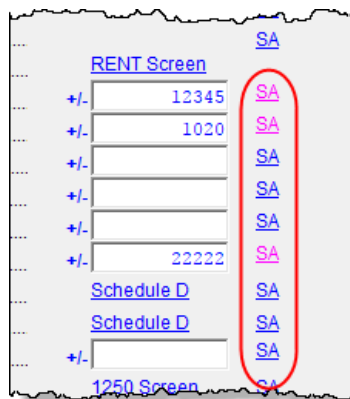 SA
RENT Screen
+/- 12345 SA
+/- 1020 SA
+/- SA
+/- SA
+/- SA
+/- 22222 SA
Schedule D SA
Schedule D SA
+/- SA
1250 Screen SA